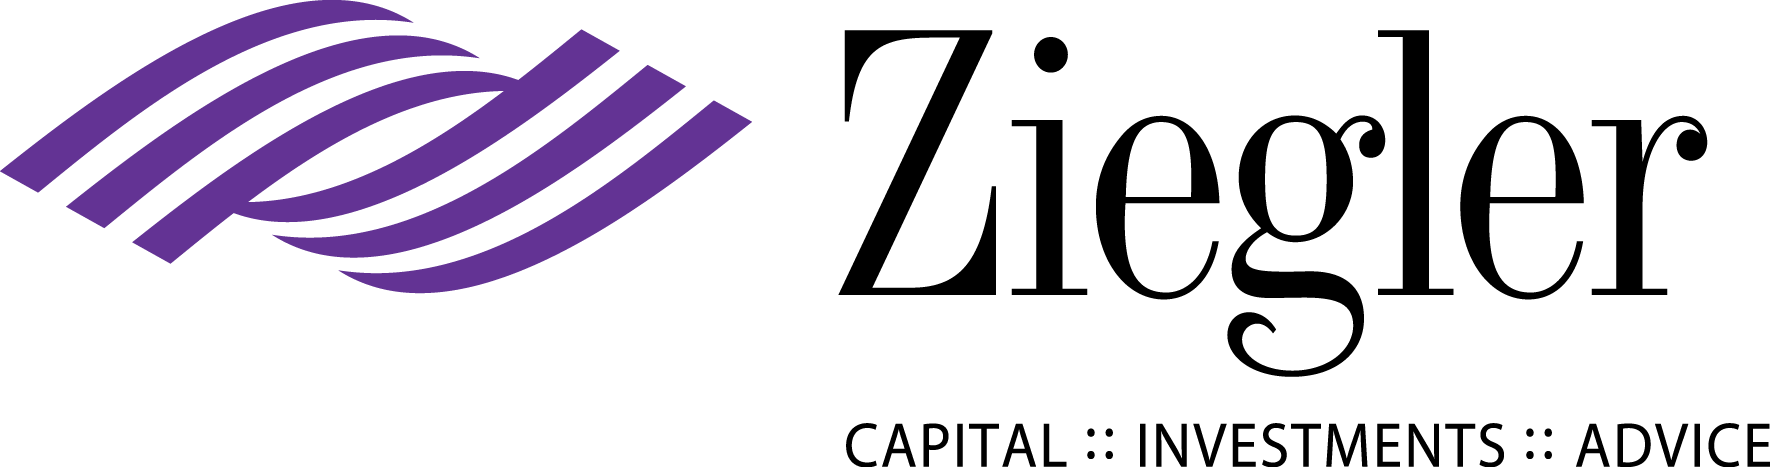 Ziegler
CAPITAL :: INVESTMENTS :: ADVICE